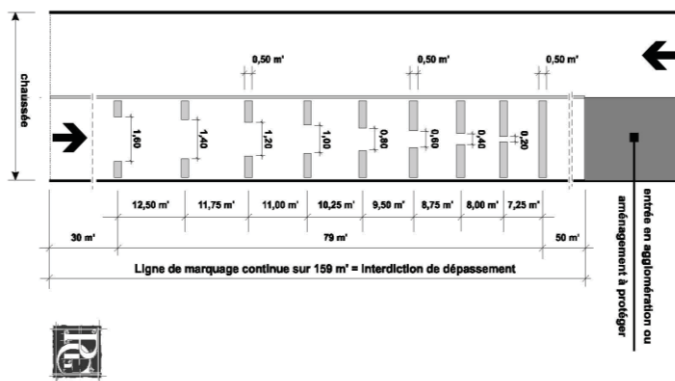 0,50 m'
0,50 m'
0,50 m'
chaussée
1,60
1,40
1,20
1,00
0,80
0,60
0,40
0,20
12,50 m'
11,75 m'
11,00 m'
10,25 m'
9,50 m'
8,75 m'
8,00 m'
7,25 m'
30 m'
79 m'
50 m'
Ligne de marquage continue sur 159 m' = interdiction de dépassement
entrée en agglomération ou
aménagement à protéger